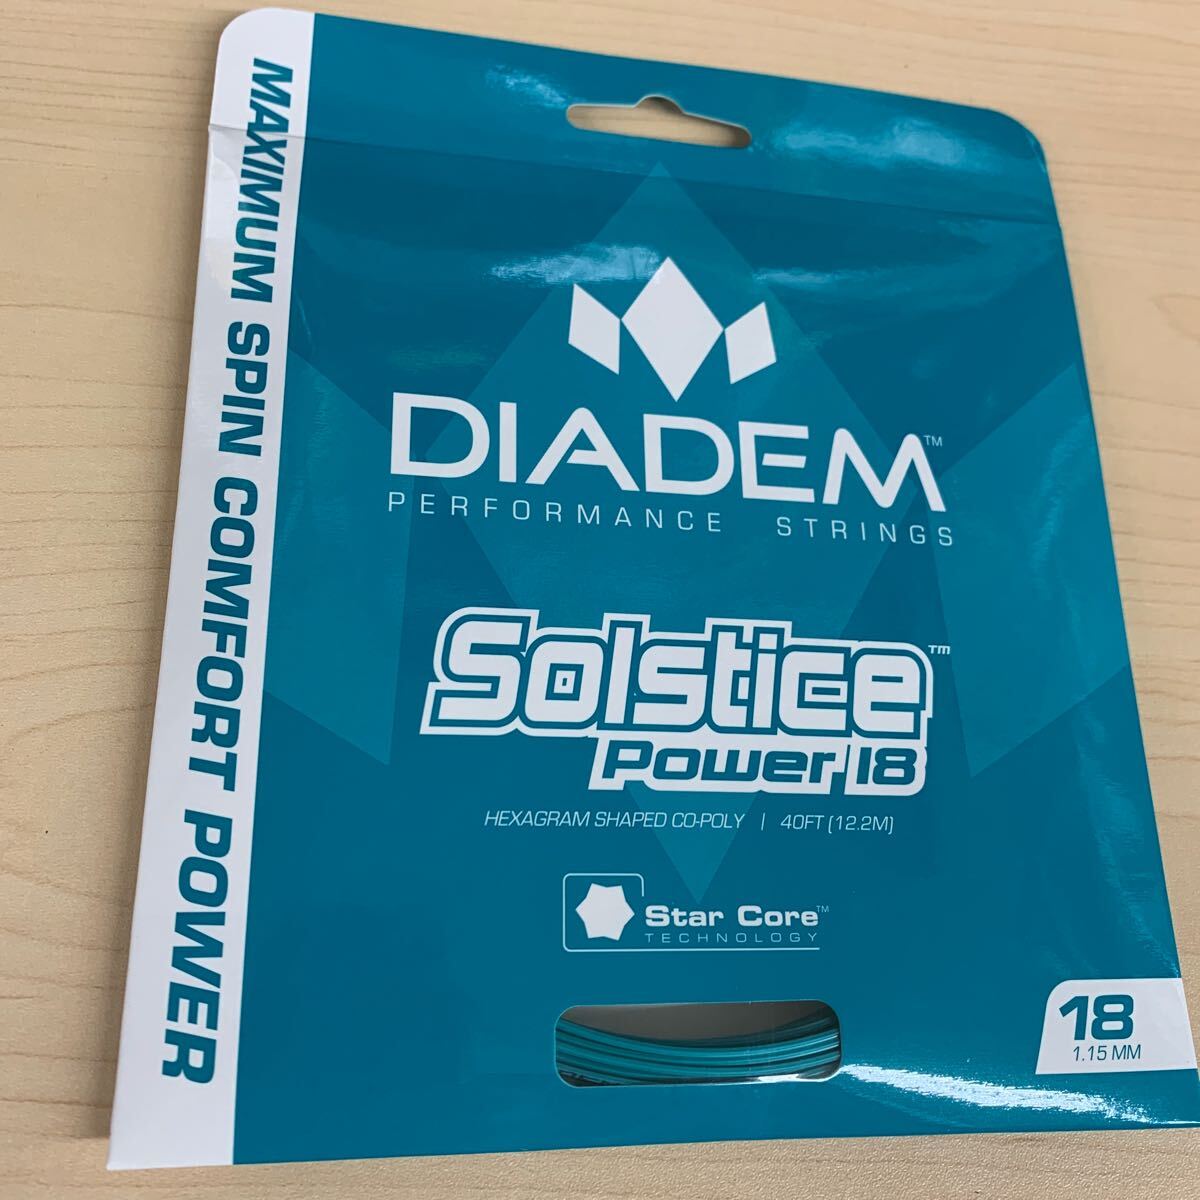 MAXIMUM SPIN COMFORT POWER
DIADEM™
PERFORMANCE STRINGS
Solstice™
Power 18
HEXAGRAM SHAPED CO-POLY | 40FT (12.2M)
Star Core™
TECHNOLOGY
18
1.15 MM